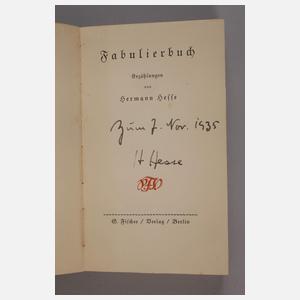 Fabulierbuch
Erzählungen
von
Hermann Hesse
Zum 7. Nov. 1935
H Hesse
S. Fischer / Verlag / Berlin